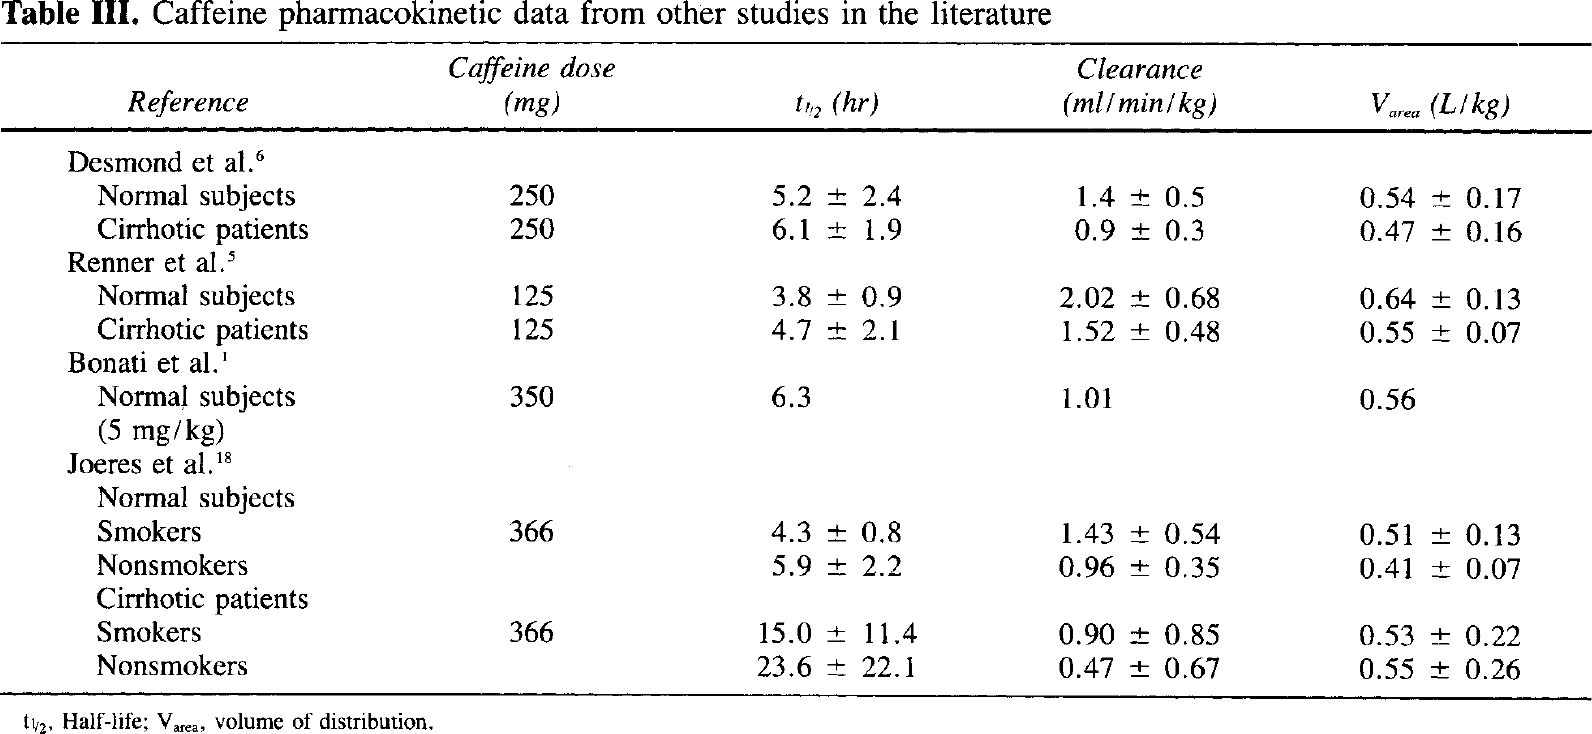 Table III. Caffeine pharmacokinetic data from other studies in the literature
Reference Caffeine dose (mg) t1/2 (hr) Clearance (ml/min/kg) Varea (L/kg)
Desmond et al.6
Normal subjects 250 5.2 ± 2.4 1.4 ± 0.5 0.54 ± 0.17
Cirrhotic patients 250 6.1 ± 1.9 0.9 ± 0.3 0.47 ± 0.16
Renner et al.5
Normal subjects 125 3.8 ± 0.9 2.02 ± 0.68 0.64 ± 0.13
Cirrhotic patients 125 4.7 ± 2.1 1.52 ± 0.48 0.55 ± 0.07
Bonati et al.1
Normal subjects 350 6.3 1.01 0.56
(5 mg/kg)
Joeres et al.18
Normal subjects
Smokers 366 4.3 ± 0.8 1.43 ± 0.54 0.51 ± 0.13
Nonsmokers 5.9 ± 2.2 0.96 ± 0.35 0.41 ± 0.07
Cirrhotic patients
Smokers 366 15.0 ± 11.4 0.90 ± 0.85 0.53 ± 0.22
Nonsmokers 23.6 ± 22.1 0.47 ± 0.67 0.55 ± 0.26
t1/2, Half-life; Varea, volume of distribution.